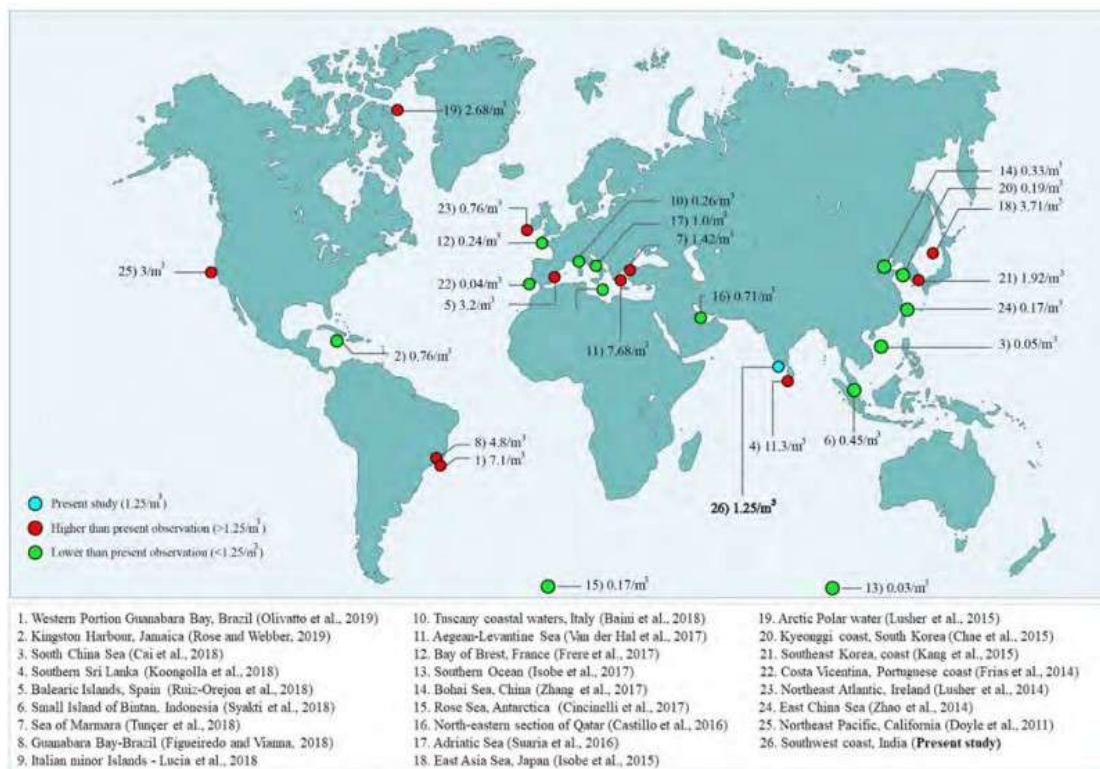 19) 2.68/m³
14) 0.33/m³
20) 0.19/m³
18) 3.71/m³
10) 0.26/m³
23) 0.76/m³
17) 1.0/m³
12) 0.24/m³
7) 1.42/m³
25) 3/m³
22) 0.04/m³
21) 1.92/m³
5) 3.2/m³
16) 0.71/m³
24) 0.17/m³
2) 0.76/m³
11) 7.68/m³
3) 0.05/m³
8) 4.8/m³
4) 11.3/m³
6) 0.45/m³
1) 7.1/m³
26) 1.25/m³
Present study (1.25/m³)
Higher than present observation (>1.25/m³)
Lower than present observation (<1.25/m³)
15) 0.17/m³
13) 0.03/m³
1. Western Portion Guanabara Bay, Brazil (Olivatto et al., 2019)
2. Kingston Harbour, Jamaica (Rose and Webber, 2019)
3. South China Sea (Cai et al., 2018)
4. Southern Sri Lanka (Koongolla et al., 2018)
5. Balearic Islands, Spain (Ruiz-Orejon et al., 2018)
6. Small Island of Bintan, Indonesia (Syakti et al., 2018)
7. Sea of Marmara (Tunçer et al., 2018)
8. Guanabara Bay-Brazil (Figueiredo and Vianna, 2018)
9. Italian minor Islands - Lucia et al., 2018
10. Tuscany coastal waters, Italy (Baini et al., 2018)
11. Aegean-Levantine Sea (Van der Hal et al., 2017)
12. Bay of Brest, France (Frere et al., 2017)
13. Southern Ocean (Isobe et al., 2017)
14. Bohai Sea, China (Zhang et al., 2017)
15. Rose Sea, Antarctica (Cincinelli et al., 2017)
16. North-eastern section of Qatar (Castillo et al., 2016)
17. Adriatic Sea (Suaria et al., 2016)
18. East Asia Sea, Japan (Isobe et al., 2015)
19. Arctic Polar water (Lusher et al., 2015)
20. Kyeonggi coast, South Korea (Chae et al., 2015)
21. Southeast Korea, coast (Kang et al., 2015)
22. Costa Vicentina, Portugnese coast (Frias et al., 2014)
23. Northeast Atlantic, Ireland (Lusher et al., 2014)
24. East China Sea (Zhao et al., 2014)
25. Northeast Pacific, California (Doyle et al., 2011)
26. Southwest coast, India (Present study)